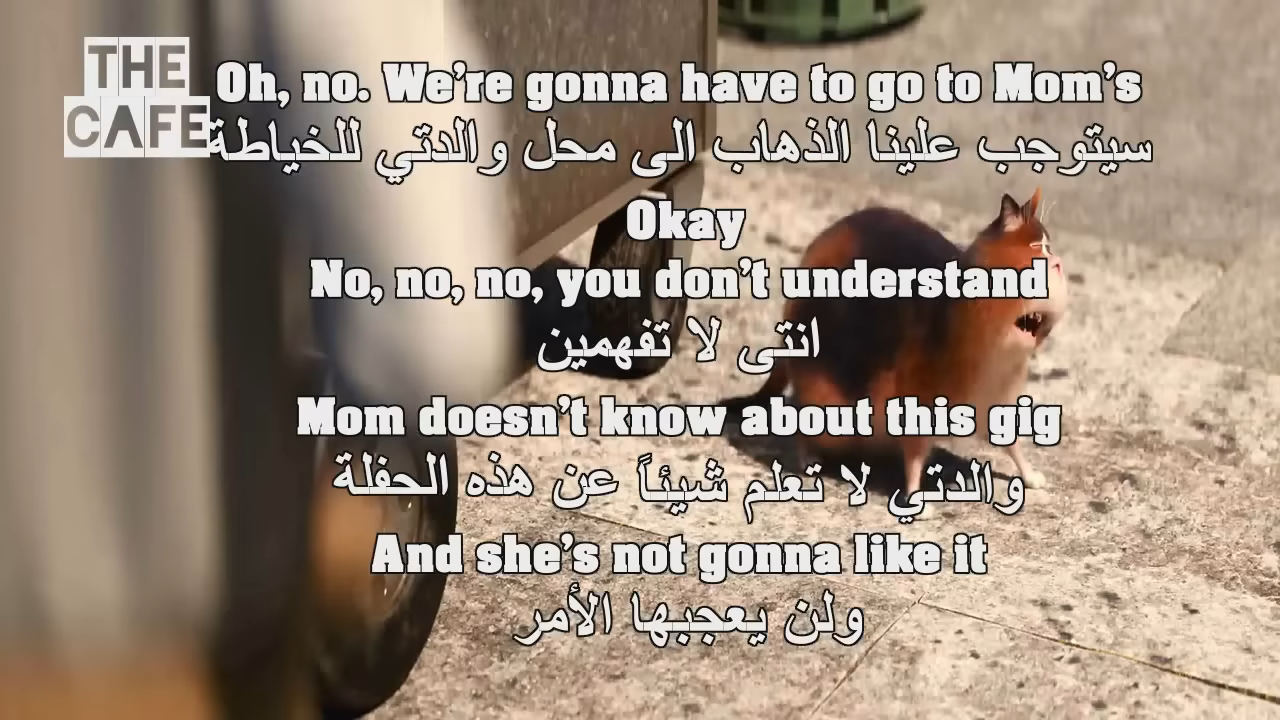 THE
CAFE
Oh, no. We're gonna have to go to Mom's
سيتوجب علينا الذهاب الى محل والدتي للخياطة
Okay
No, no, no, you don't understand
انتى لا تفهمين
Mom doesn't know about this gig
والدتي لا تعلم شيئاً عن هذه الحفلة
And she's not gonna like it
ولن يعجبها الأمر